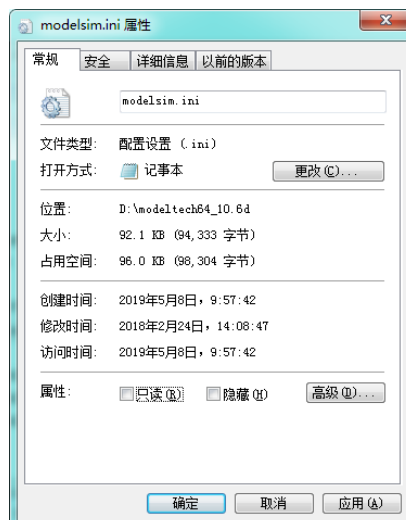 modelsim.ini 属性
常规 安全 详细信息 以前的版本
modelsim.ini
文件类型: 配置设置 (.ini)
打开方式: 记事本 更改(C)...
位置: D:\modeltech64_10.6d
大小: 92.1 KB (94,333 字节)
占用空间: 96.0 KB (98,304 字节)
创建时间: 2019年5月8日，9:57:42
修改时间: 2018年2月24日，14:08:47
访问时间: 2019年5月8日，9:57:42
属性: 只读(R) 隐藏(H) 高级(D)...
确定 取消 应用(A)